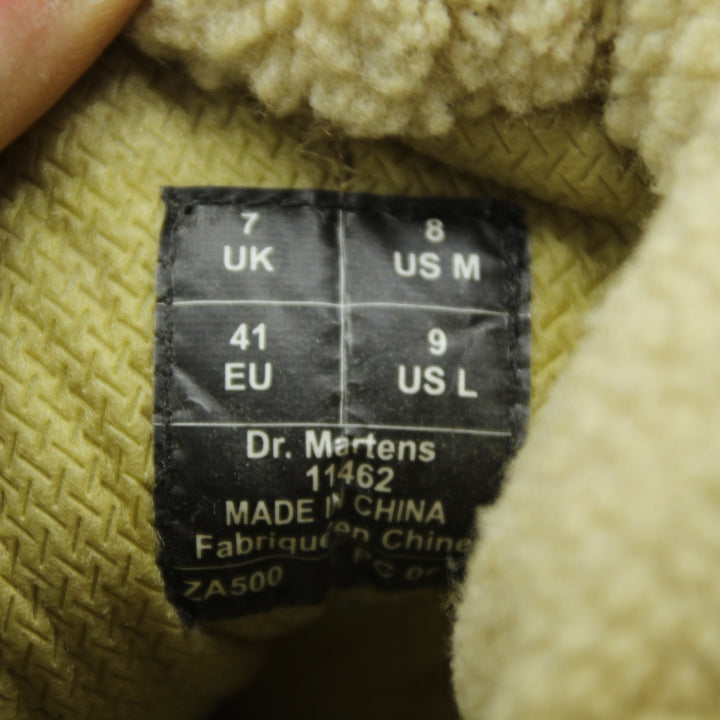 7
UK
8
US M
41
EU
9
US L
Dr. Martens
11462
MADE IN CHINA
Fabriqué en Chine
ZA500